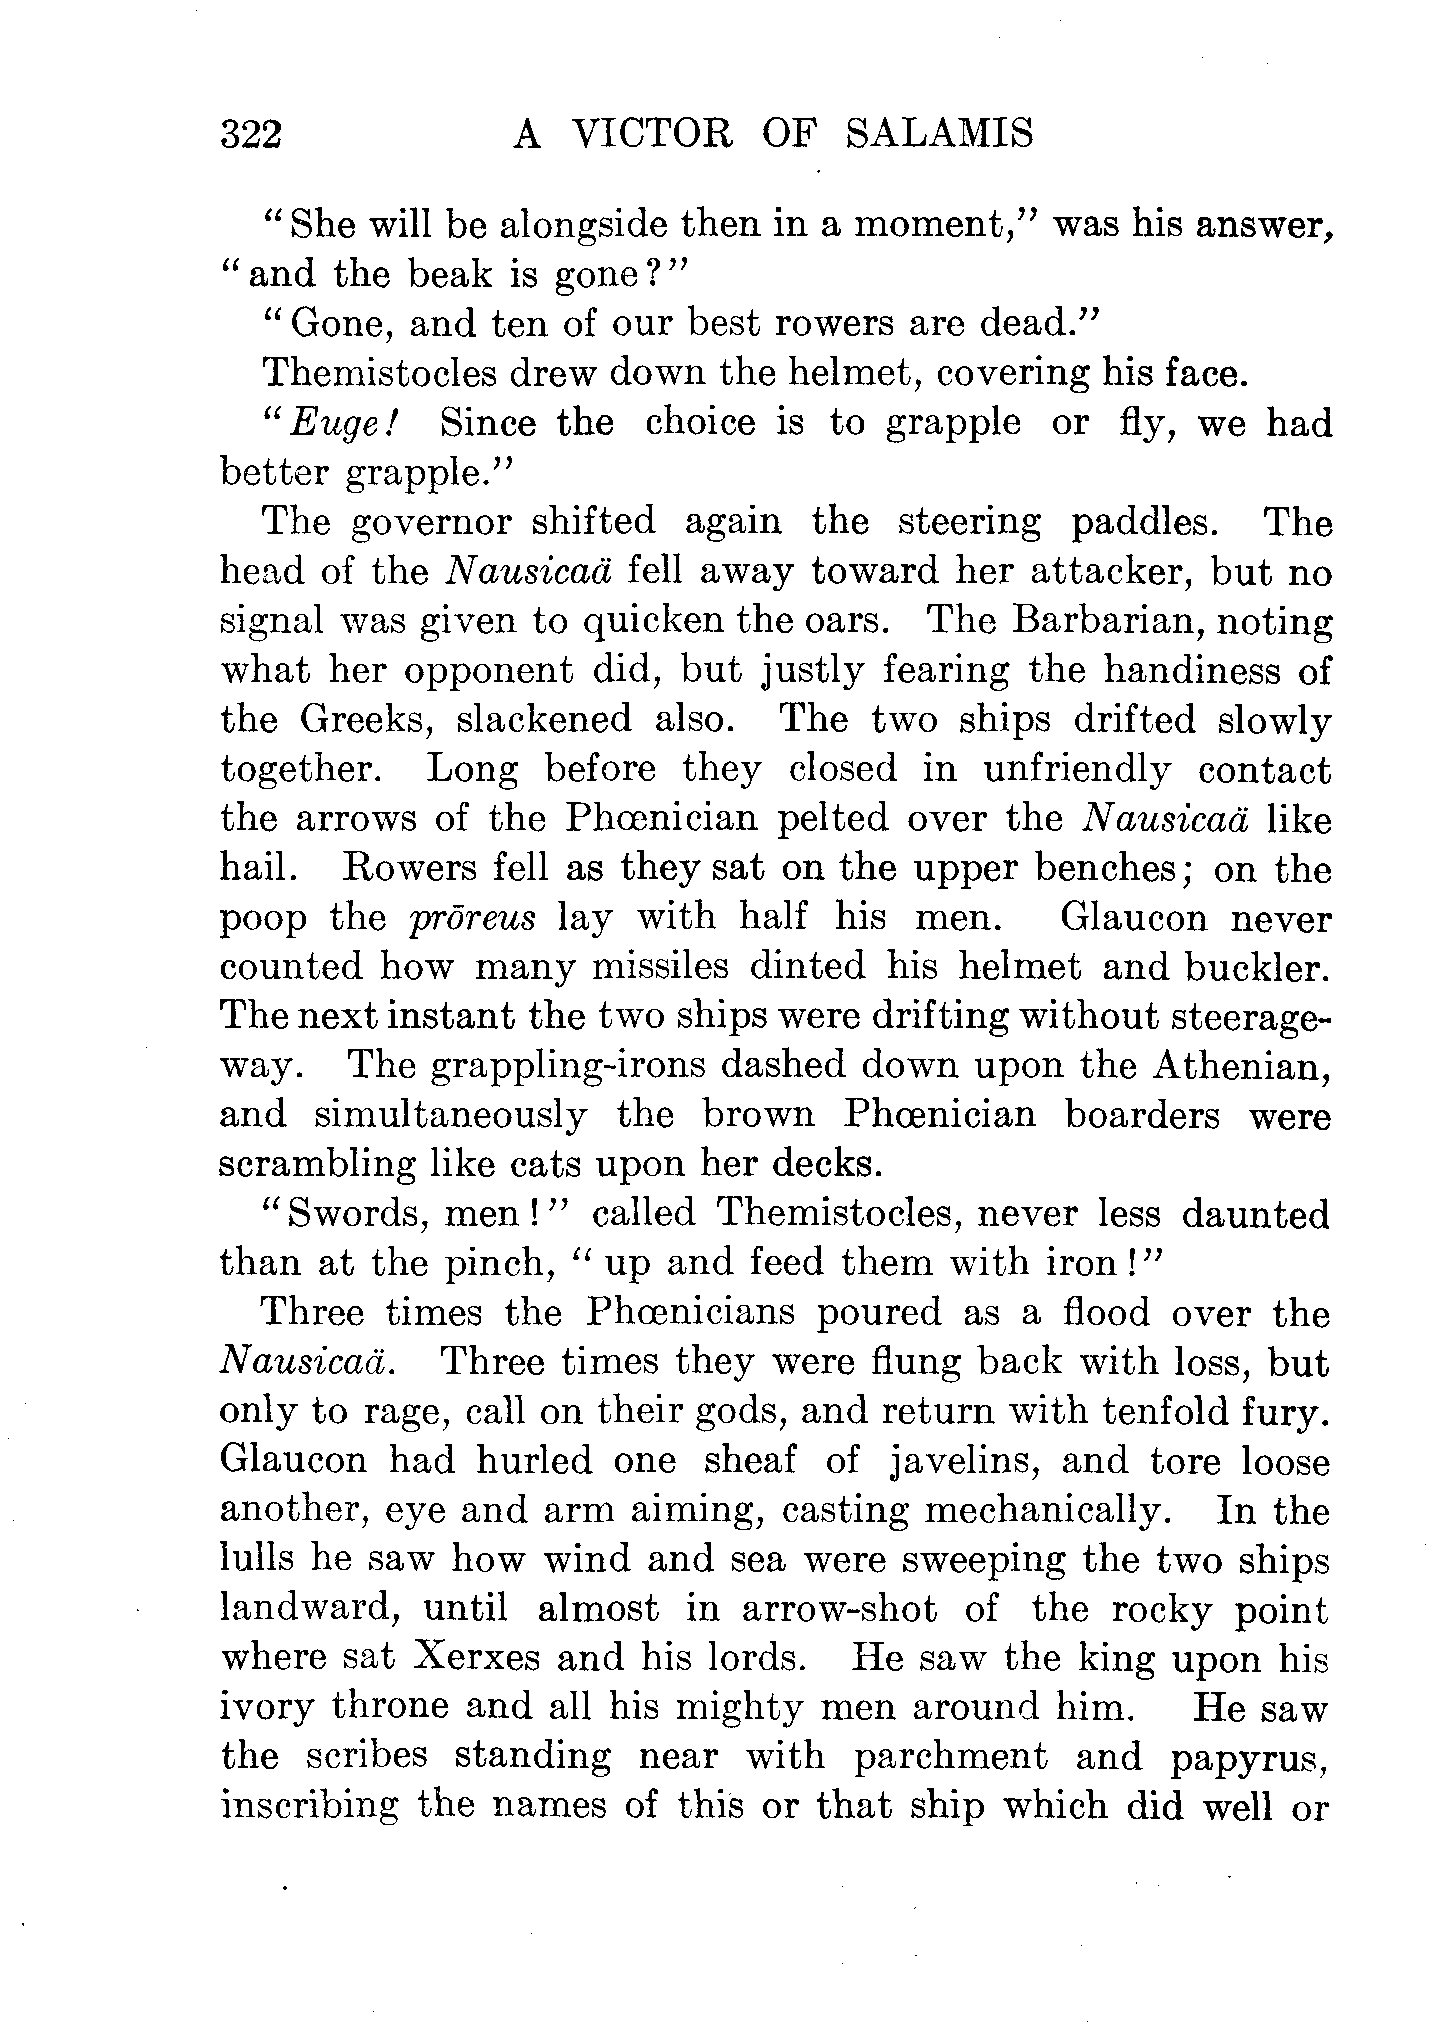 322 A VICTOR OF SALAMIS
“She will be alongside then in a moment,” was his answer,
“and the beak is gone?”
“Gone, and ten of our best rowers are dead.”
Themistocles drew down the helmet, covering his face.
“Euge! Since the choice is to grapple or fly, we had
better grapple.”
The governor shifted again the steering paddles. The
head of the Nausicaä fell away toward her attacker, but no
signal was given to quicken the oars. The Barbarian, noting
what her opponent did, but justly fearing the handiness of
the Greeks, slackened also. The two ships drifted slowly
together. Long before they closed in unfriendly contact
the arrows of the Phœnician pelted over the Nausicaä like
hail. Rowers fell as they sat on the upper benches; on the
poop the prōreus lay with half his men. Glaucon never
counted how many missiles dinted his helmet and buckler.
The next instant the two ships were drifting without steerage-
way. The grappling-irons dashed down upon the Athenian,
and simultaneously the brown Phœnician boarders were
scrambling like cats upon her decks.
“Swords, men!” called Themistocles, never less daunted
than at the pinch, “up and feed them with iron!”
Three times the Phœnicians poured as a flood over the
Nausicaä. Three times they were flung back with loss, but
only to rage, call on their gods, and return with tenfold fury.
Glaucon had hurled one sheaf of javelins, and tore loose
another, eye and arm aiming, casting mechanically. In the
lulls he saw how wind and sea were sweeping the two ships
landward, until almost in arrow-shot of the rocky point
where sat Xerxes and his lords. He saw the king upon his
ivory throne and all his mighty men around him. He saw
the scribes standing near with parchment and papyrus,
inscribing the names of this or that ship which did well or